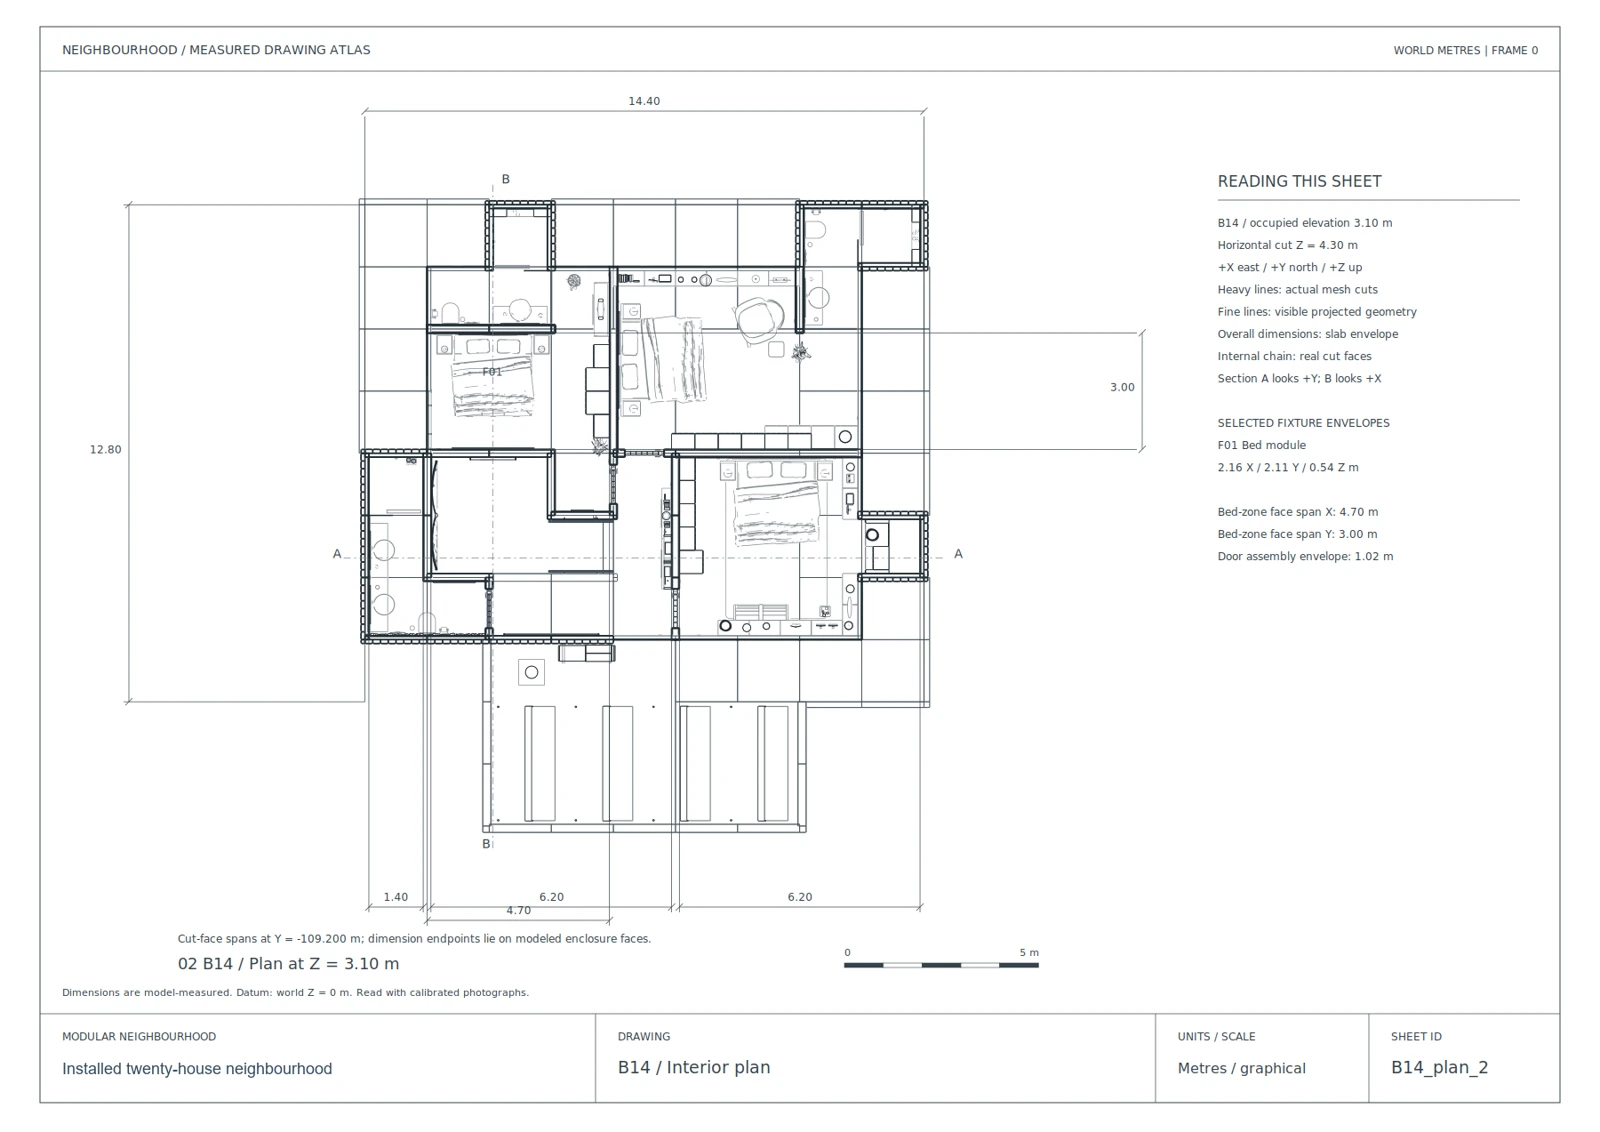 NEIGHBOURHOOD / MEASURED DRAWING ATLAS
WORLD METRES | FRAME 0
14.40
B
READING THIS SHEET
B14 / occupied elevation 3.10 m
Horizontal cut Z = 4.30 m
+X east / +Y north / +Z up
Heavy lines: actual mesh cuts
Fine lines: visible projected geometry
Overall dimensions: slab envelope
Internal chain: real cut faces
Section A looks +Y; B looks +X
SELECTED FIXTURE ENVELOPES
F01 Bed module
2.16 X / 2.11 Y / 0.54 Z m
Bed-zone face span X: 4.70 m
Bed-zone face span Y: 3.00 m
Door assembly envelope: 1.02 m
F01
3.00
12.80
A
A
B
1.40
6.20
6.20
4.70
Cut-face spans at Y = -109.200 m; dimension endpoints lie on modeled enclosure faces.
02 B14 / Plan at Z = 3.10 m
0
5 m
Dimensions are model-measured. Datum: world Z = 0 m. Read with calibrated photographs.
MODULAR NEIGHBOURHOOD
Installed twenty-house neighbourhood
DRAWING
B14 / Interior plan
UNITS / SCALE
Metres / graphical
SHEET ID
B14_plan_2